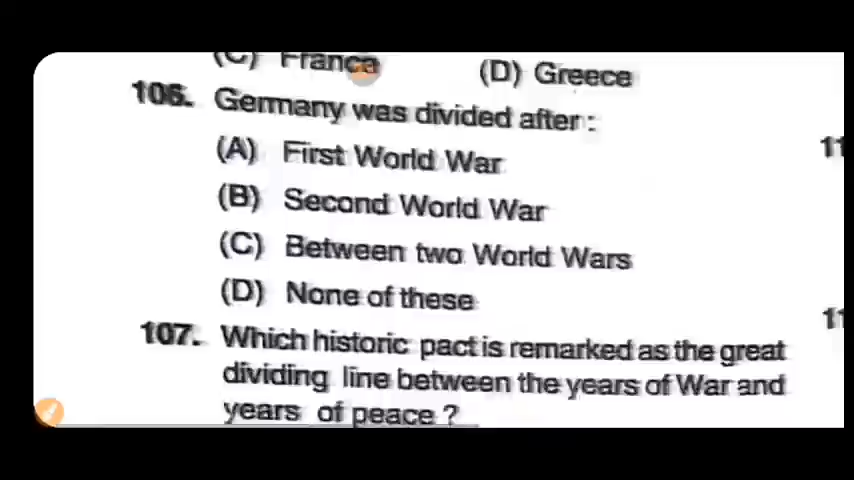 (C) France (D) Greece
106. Germany was divided after :
(A) First World War
(B) Second World War
(C) Between two World Wars
(D) None of these
107. Which historic pact is remarked as the great
dividing line between the years of War and
years of peace ?
11
11